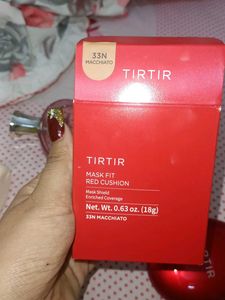 33N
MACCHIATO
TIRTIR
TIRTIR
MASK FIT
RED CUSHION
Mask Shield
Enriched Coverage
Net. Wt. 0.63 oz. (18g)
33N MACCHIATO